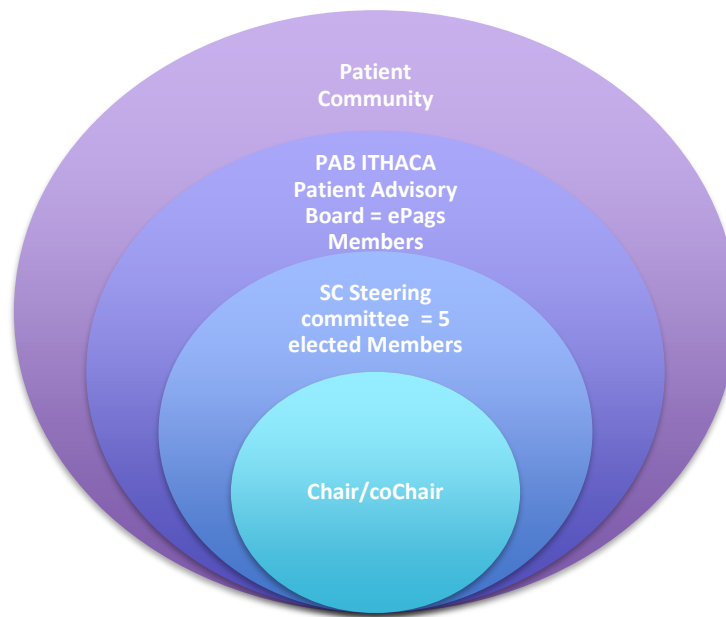 Patient
Community
PAB ITHACA
Patient Advisory
Board = ePags
Members
SC Steering
committee  = 5
elected Members
Chair/coChair